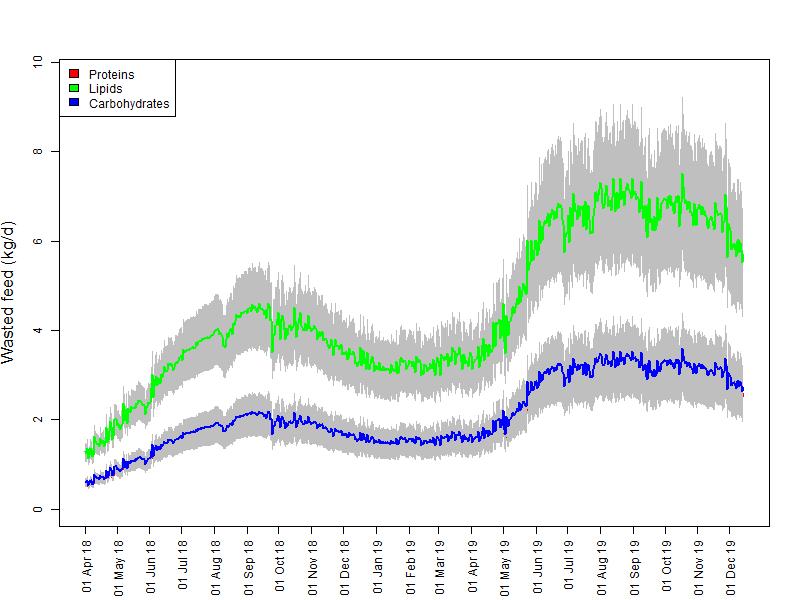 Wasted feed (kg/d)
10
8
6
4
2
0
Proteins
Lipids
Carbohydrates
01 Apr 18
01 May 18
01 Jun 18
01 Jul 18
01 Aug 18
01 Sep 18
01 Oct 18
01 Nov 18
01 Dec 18
01 Jan 19
01 Feb 19
01 Mar 19
01 Apr 19
01 May 19
01 Jun 19
01 Jul 19
01 Aug 19
01 Sep 19
01 Oct 19
01 Nov 19
01 Dec 19